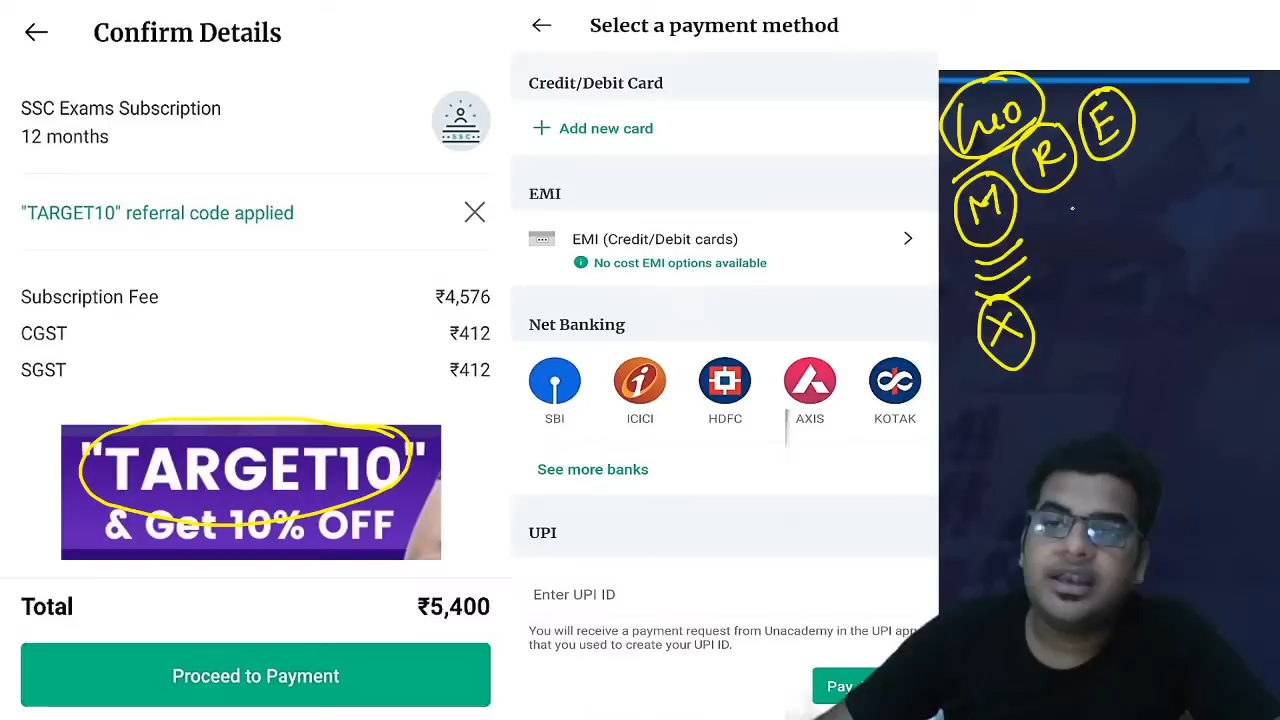 Confirm Details
SSC Exams Subscription
12 months
SSC
"TARGET10" referral code applied
Subscription Fee ₹4,576
CGST ₹412
SGST ₹412
"TARGET10"
& Get 10% OFF
Total ₹5,400
Proceed to Payment
Select a payment method
Credit/Debit Card
+ Add new card
EMI
EMI (Credit/Debit cards)
No cost EMI options available
Net Banking
SBI ICICI HDFC AXIS KOTAK
See more banks
UPI
Enter UPI ID
You will receive a payment request from Unacademy in the UPI app
that you used to create your UPI ID.
Pay
E
R
M
X